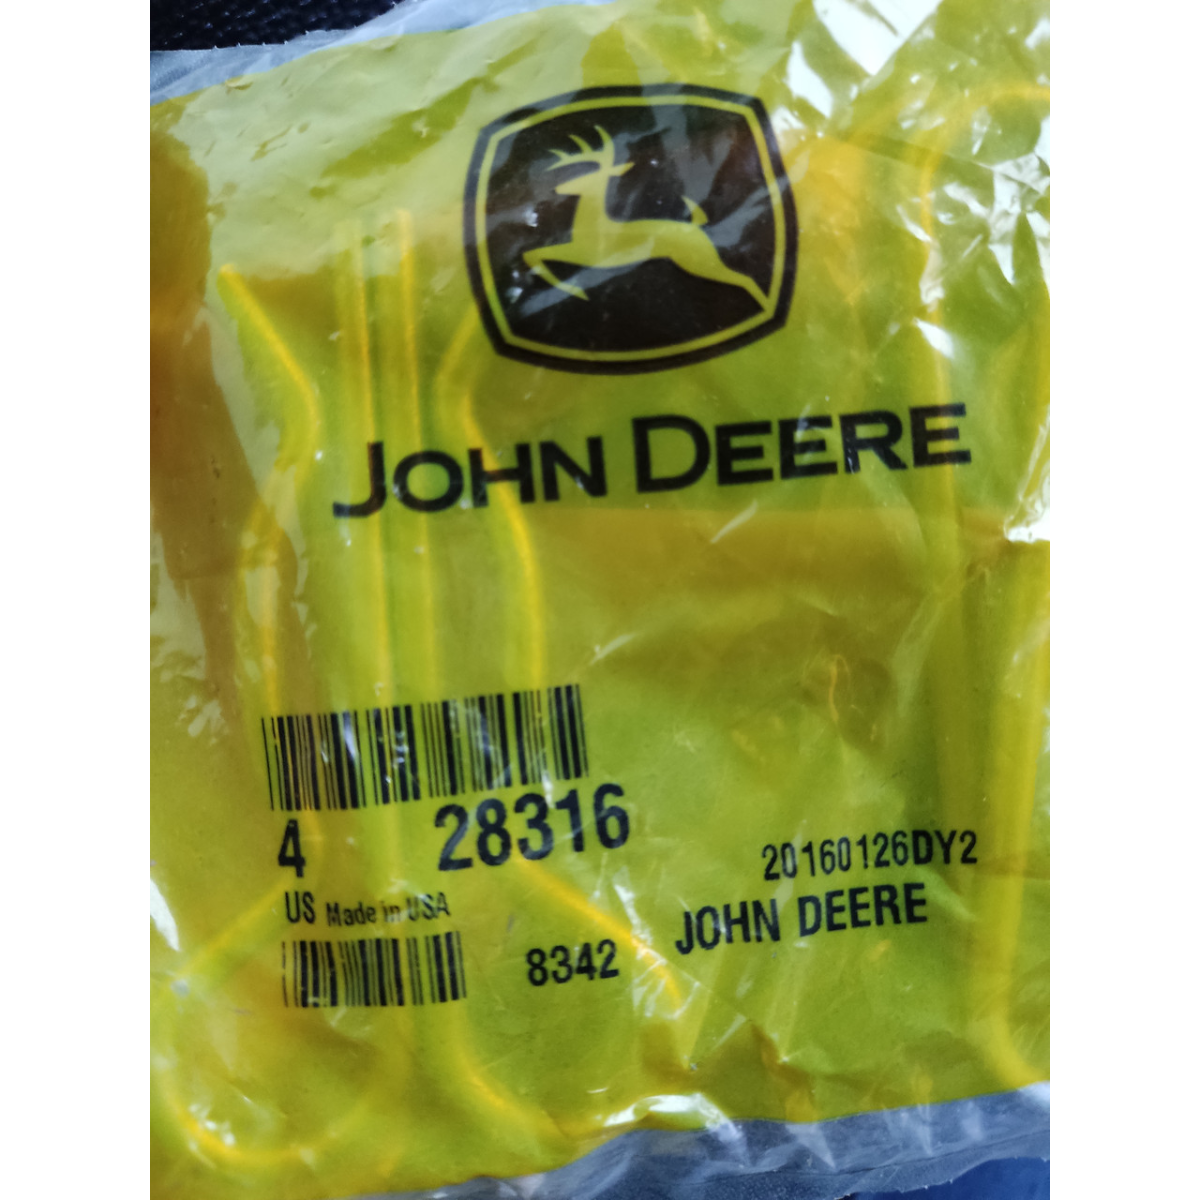 JOHN DEERE
4 28316
20160126DY2
US Made in USA
8342 JOHN DEERE